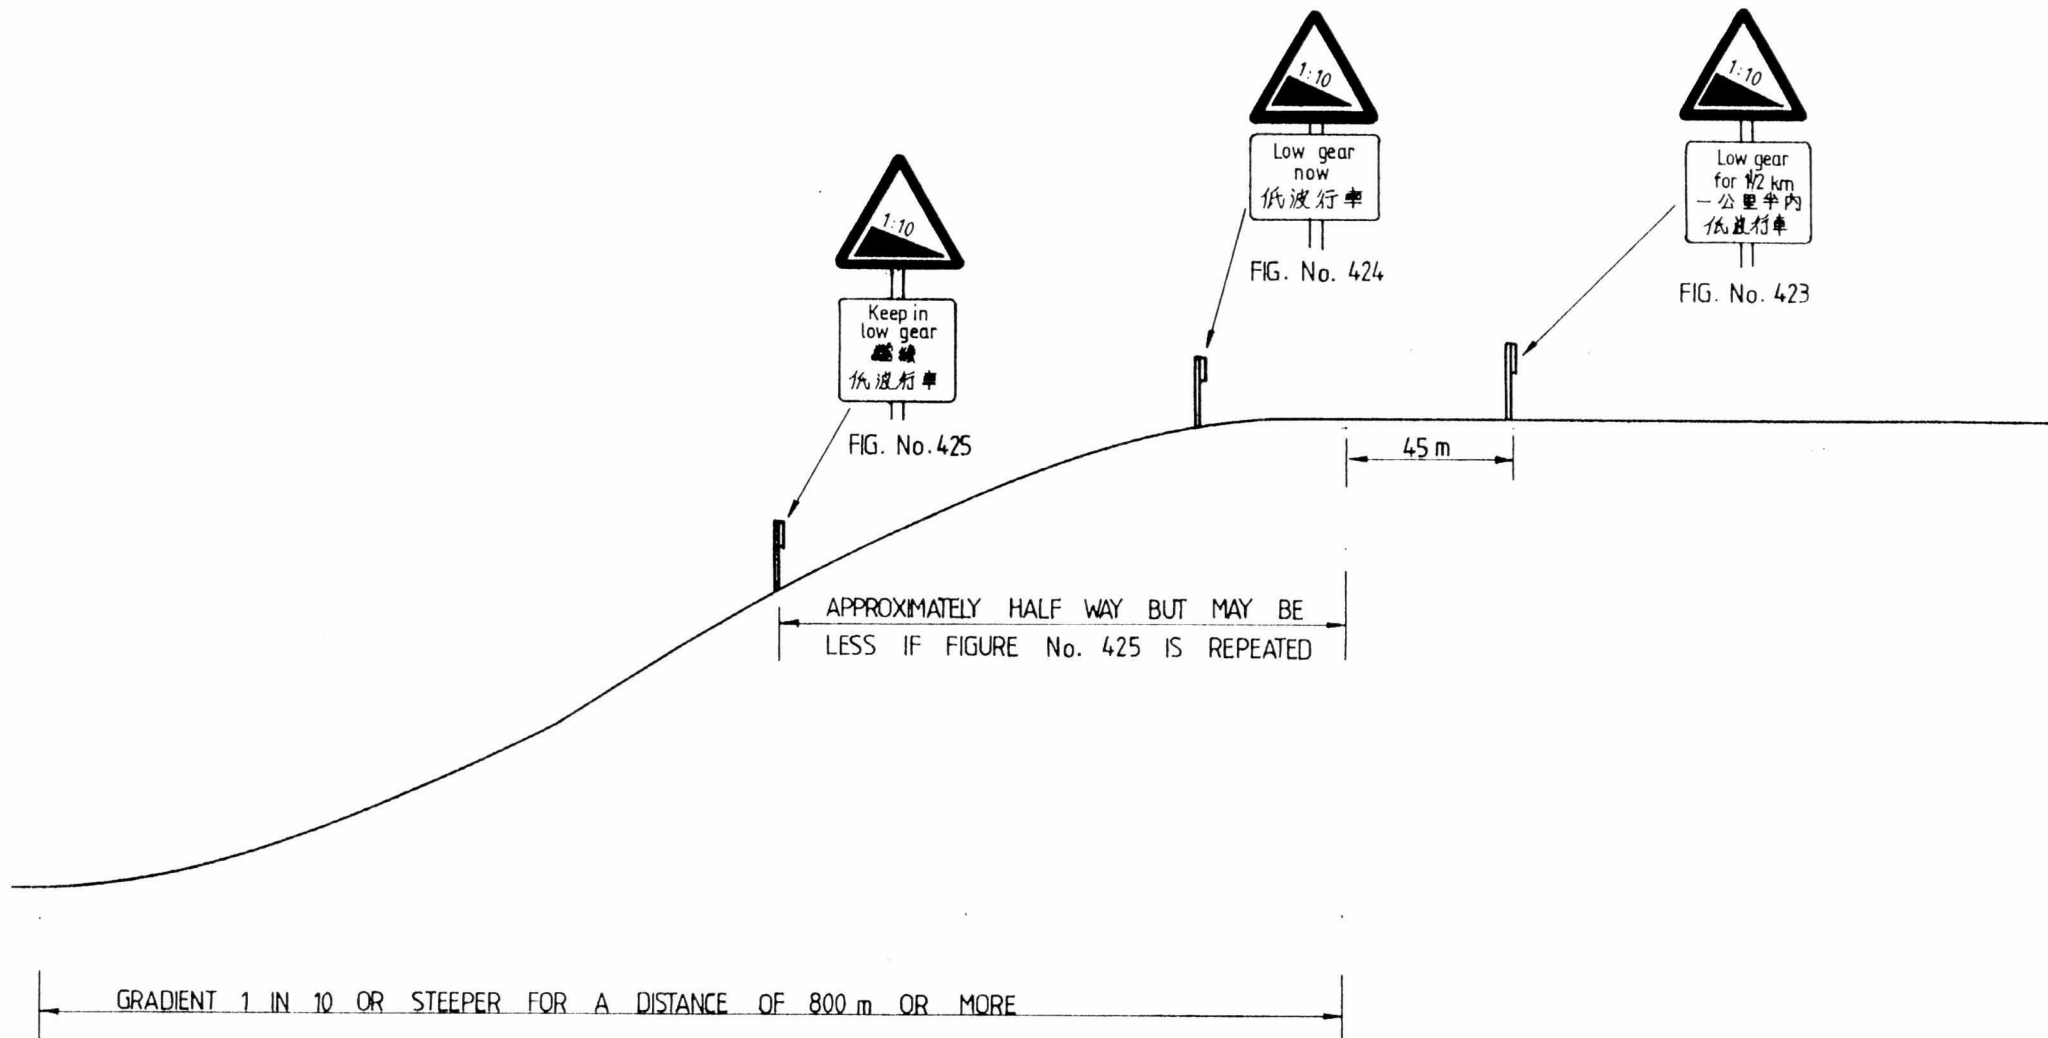 1:10
Keep in
low gear
繼續
低波行車
FIG. No. 425
1:10
Low gear
now
低波行車
FIG. No. 424
1:10
Low gear
for 1½ km
一公里半內
低波行車
FIG. No. 423
45 m
APPROXIMATELY HALF WAY BUT MAY BE
LESS IF FIGURE No. 425 IS REPEATED
GRADIENT 1 IN 10 OR STEEPER FOR A DISTANCE OF 800 m OR MORE